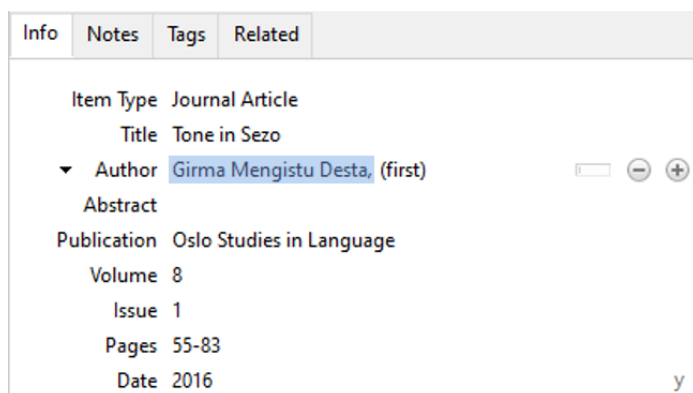 Info Notes Tags Related
Item Type Journal Article
Title Tone in Sezo
Author Girma Mengistu Desta, (first)
Abstract
Publication Oslo Studies in Language
Volume 8
Issue 1
Pages 55-83
Date 2016 y